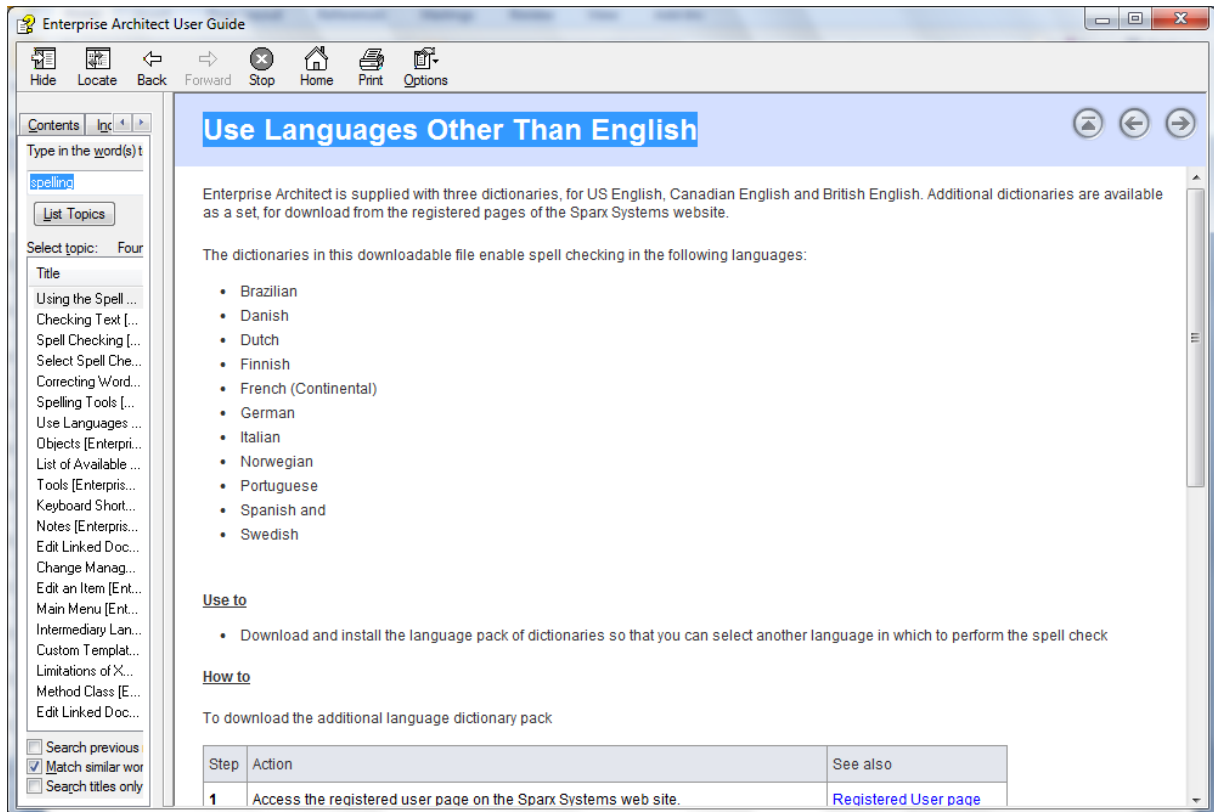 Enterprise Architect User Guide
Hide Locate Back Forward Stop Home Print Options
Contents Inc
Type in the word(s) t
spelling
List Topics
Select topic: Four
Title
Using the Spell ...
Checking Text [...
Spell Checking [...
Select Spell Che...
Correcting Word...
Spelling Tools [...
Use Languages ...
Objects [Enterpri...
List of Available ...
Tools [Enterpris...
Keyboard Short...
Notes [Enterpris...
Edit Linked Doc...
Change Manag...
Edit an Item [Ent...
Main Menu [Ent...
Intermediary Lan...
Custom Templat...
Limitations of X...
Method Class [E...
Edit Linked Doc...
Search previous
Match similar wor
Search titles only
Use Languages Other Than English
Enterprise Architect is supplied with three dictionaries, for US English, Canadian English and British English. Additional dictionaries are available
as a set, for download from the registered pages of the Sparx Systems website.
The dictionaries in this downloadable file enable spell checking in the following languages:
• Brazilian
• Danish
• Dutch
• Finnish
• French (Continental)
• German
• Italian
• Norwegian
• Portuguese
• Spanish and
• Swedish
Use to
• Download and install the language pack of dictionaries so that you can select another language in which to perform the spell check
How to
To download the additional language dictionary pack
Step Action See also
1 Access the registered user page on the Sparx Systems web site. Registered User page